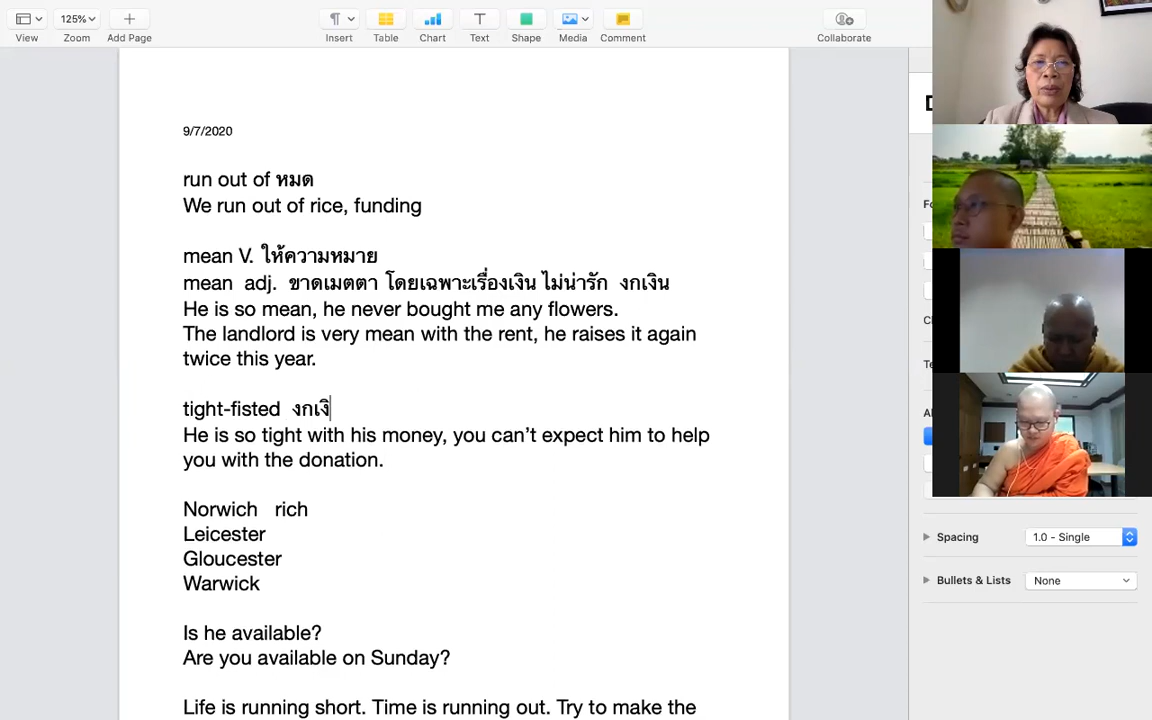 View
125%
Zoom
Add Page
Insert
Table
Chart
Text
Shape
Media
Comment
Collaborate
9/7/2020
run out of หมด
We run out of rice, funding
mean V. ให้ความหมาย
mean adj. ขาดเมตตา โดยเฉพาะเรื่องเงิน ไม่น่ารัก งกเงิน
He is so mean, he never bought me any flowers.
The landlord is very mean with the rent, he raises it again
twice this year.
tight-fisted งกเงิ
He is so tight with his money, you can’t expect him to help
you with the donation.
Norwich rich
Leicester
Gloucester
Warwick
Is he available?
Are you available on Sunday?
Life is running short. Time is running out. Try to make the
Spacing
1.0 - Single
Bullets & Lists
None